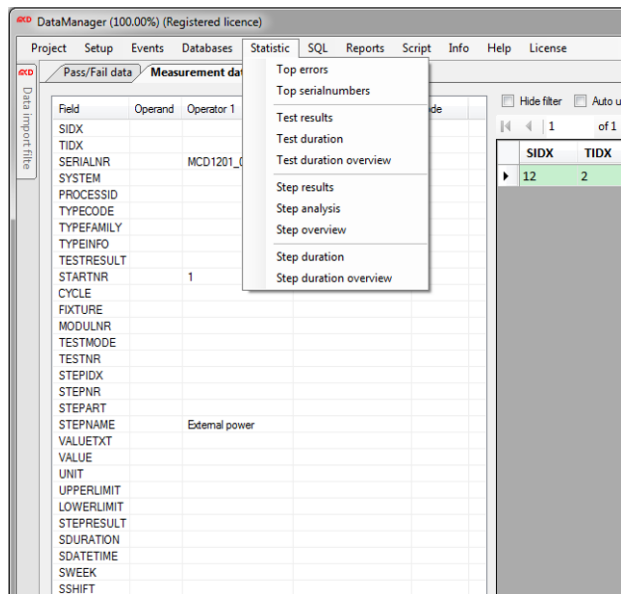 MCD DataManager (100.00%) (Registered licence)
Project Setup Events Databases Statistic SQL Reports Script Info Help License
MCD Pass/Fail data Measurement dat
Data import filte
Top errors
Top serialnumbers
Test results
Test duration
Test duration overview
Step results
Step analysis
Step overview
Step duration
Step duration overview
Field Operand Operator 1 de
SIDX
TIDX
SERIALNR MCD1201_0
SYSTEM
PROCESSID
TYPECODE
TYPEFAMILY
TYPEINFO
TESTRESULT
STARTNR 1
CYCLE
FIXTURE
MODULNR
TESTMODE
TESTNR
STEPIDX
STEPNR
STEPART
STEPNAME External power
VALUETXT
VALUE
UNIT
UPPERLIMIT
LOWERLIMIT
STEPRESULT
SDURATION
SDATETIME
SWEEK
SSHIFT
Hide filter Auto u
1 of 1
SIDX TIDX
12 2